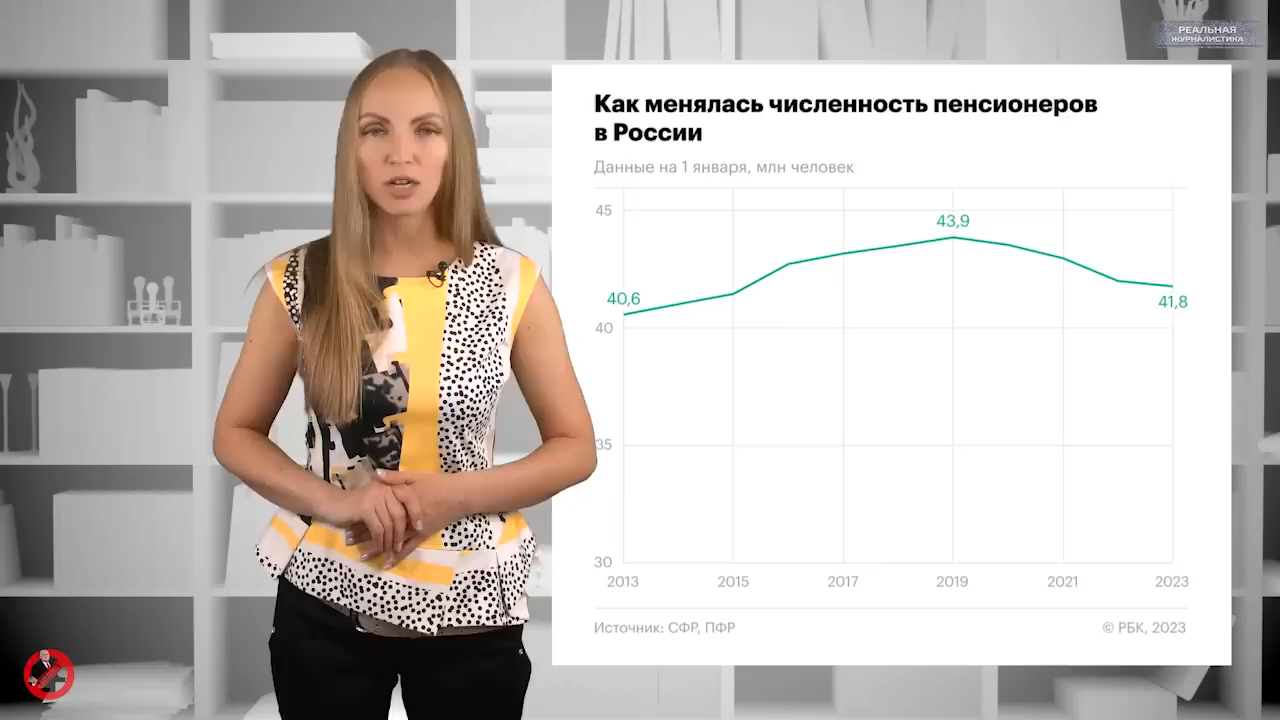 РЕАЛЬНАЯ
ЖУРНАЛИСТИКА
Как менялась численность пенсионеров
в России
Данные на 1 января, млн человек
45
43,9
40,6
41,8
40
35
30
2013
2015
2017
2019
2021
2023
Источник: СФР, ПФР
© РБК, 2023